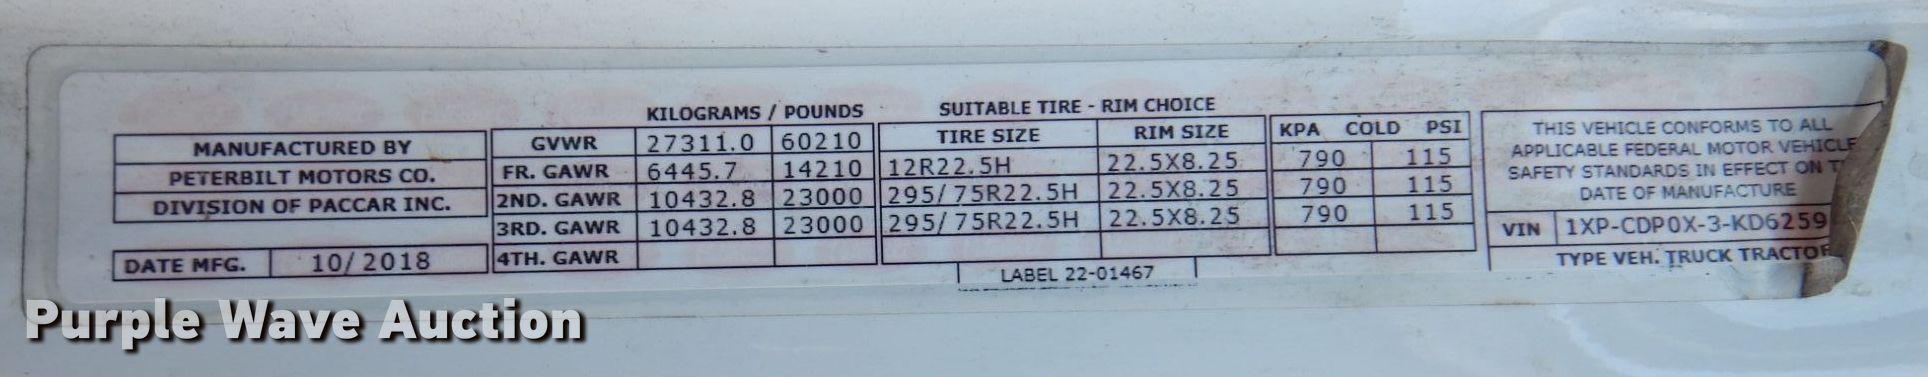 KILOGRAMS / POUNDS SUITABLE TIRE - RIM CHOICE
MANUFACTURED BY
PETERBILT MOTORS CO.
DIVISION OF PACCAR INC.
DATE MFG. 10/2018
GVWR 27311.0 60210 TIRE SIZE RIM SIZE KPA COLD PSI
FR. GAWR 6445.7 14210 12R22.5H 22.5X8.25 790 115
2ND. GAWR 10432.8 23000 295/75R22.5H 22.5X8.25 790 115
3RD. GAWR 10432.8 23000 295/75R22.5H 22.5X8.25 790 115
4TH. GAWR
LABEL 22-01467
THIS VEHICLE CONFORMS TO ALL
APPLICABLE FEDERAL MOTOR VEHICLE
SAFETY STANDARDS IN EFFECT ON
DATE OF MANUFACTURE
VIN 1XP-CDP0X-3-KD6259
TYPE VEH. TRUCK TRACTOR
Purple Wave Auction